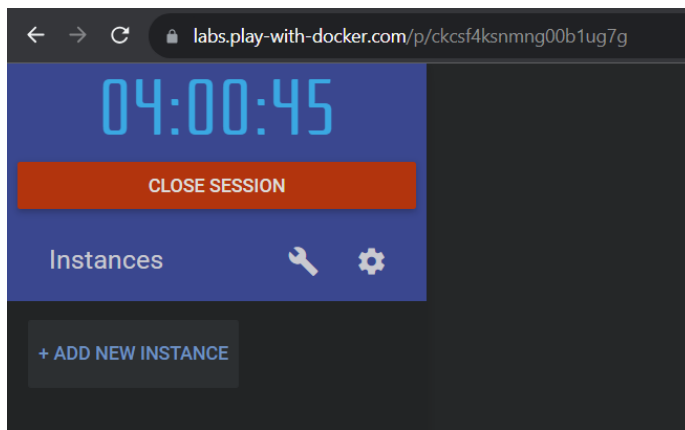 labs.play-with-docker.com/p/ckcsf4ksnmng00b1ug7g
04:00:45
CLOSE SESSION
Instances
+ ADD NEW INSTANCE